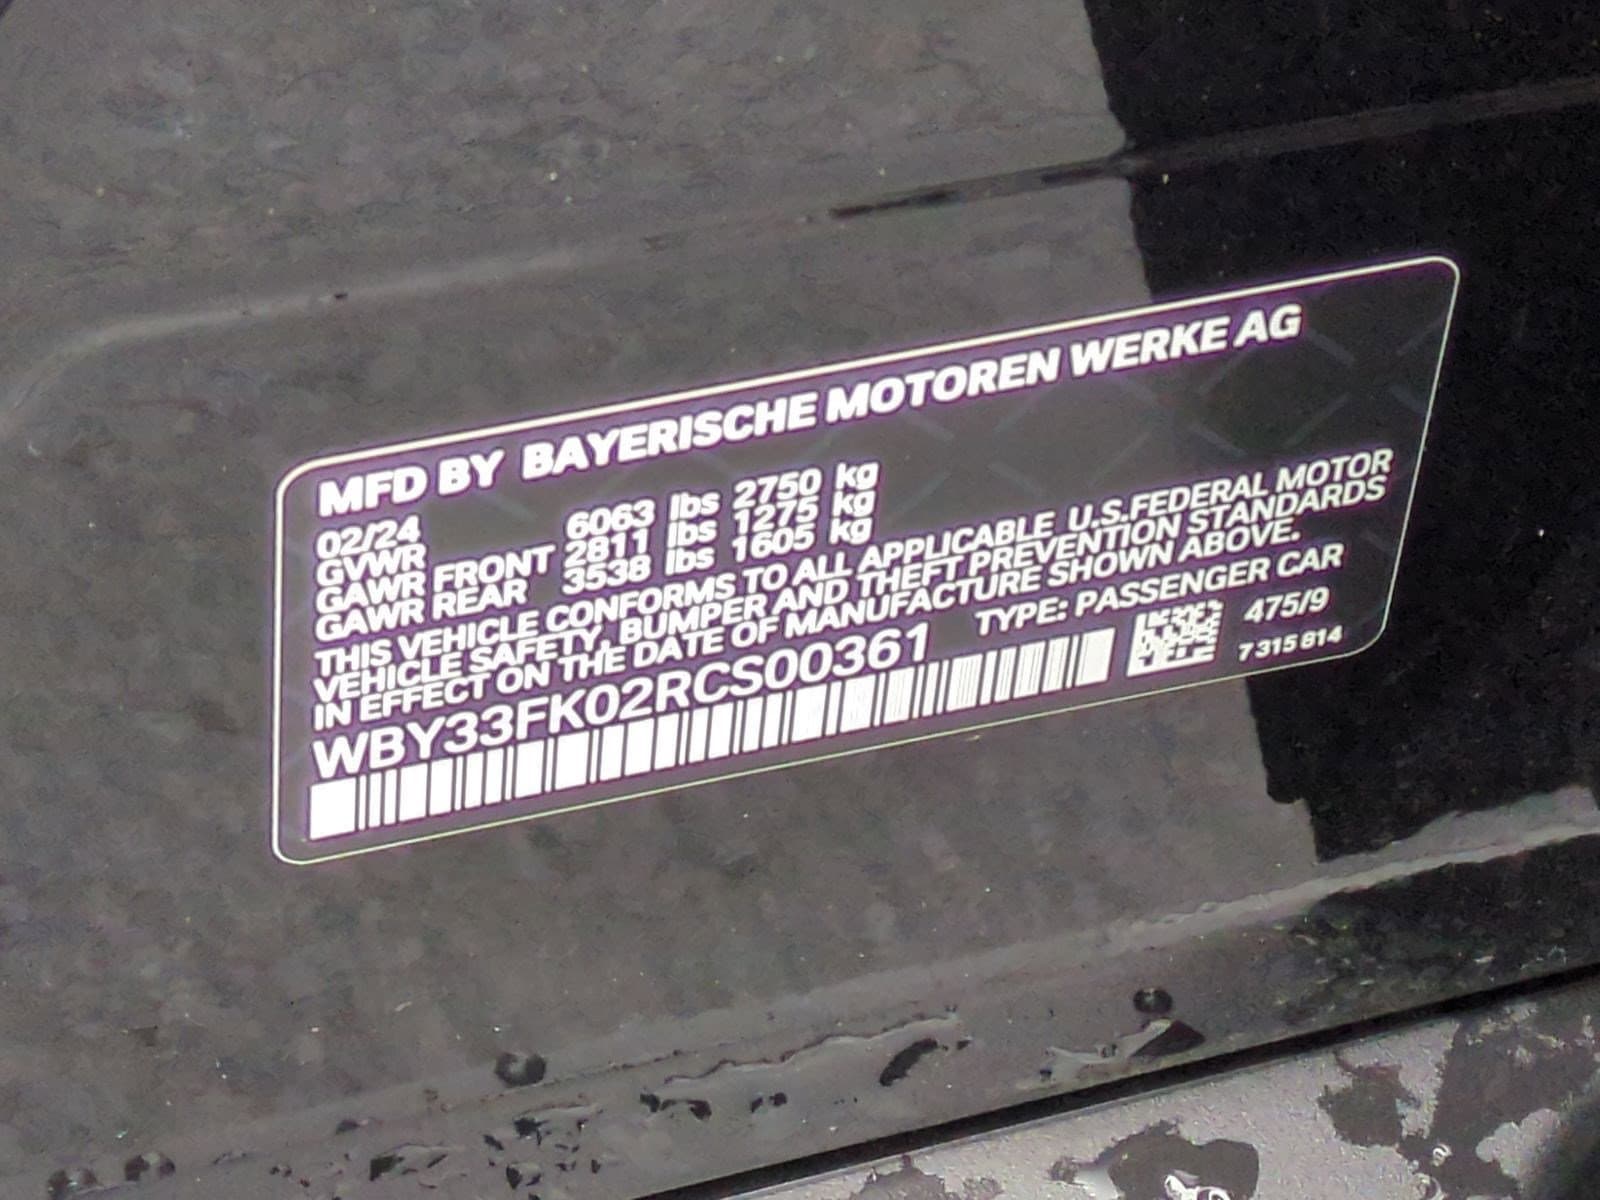 MFD BY BAYERISCHE MOTOREN WERKE AG
02/24
GVWR 6063 lbs 2750 kg
GAWR FRONT 2811 lbs 1275 kg
GAWR REAR 3538 lbs 1605 kg
THIS VEHICLE CONFORMS TO ALL APPLICABLE U.S.FEDERAL MOTOR
VEHICLE SAFETY, BUMPER AND THEFT PREVENTION STANDARDS
IN EFFECT ON THE DATE OF MANUFACTURE SHOWN ABOVE.
WBY33FK02RCS00361 TYPE: PASSENGER CAR
475/9
7 315 814